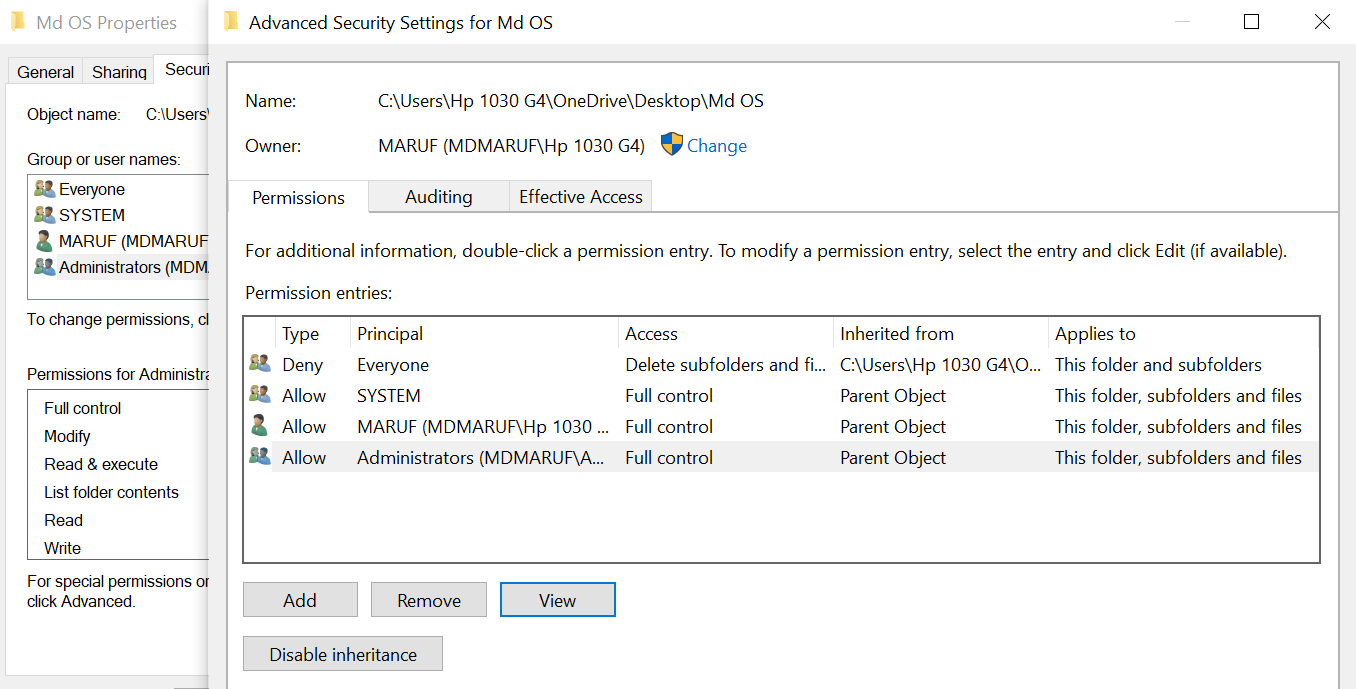 Md OS Properties
General Sharing Securi
Object name: C:\Users\
Group or user names:
Everyone
SYSTEM
MARUF (MDMARUF
Administrators (MDM
To change permissions, cl
Permissions for Administra
Full control
Modify
Read & execute
List folder contents
Read
Write
For special permissions or
click Advanced.
Advanced Security Settings for Md OS
Name: C:\Users\Hp 1030 G4\OneDrive\Desktop\Md OS
Owner: MARUF (MDMARUF\Hp 1030 G4) Change
Permissions Auditing Effective Access
For additional information, double-click a permission entry. To modify a permission entry, select the entry and click Edit (if available).
Permission entries:
Type Principal Access Inherited from Applies to
Deny Everyone Delete subfolders and fi... C:\Users\Hp 1030 G4\O... This folder and subfolders
Allow SYSTEM Full control Parent Object This folder, subfolders and files
Allow MARUF (MDMARUF\Hp 1030 ... Full control Parent Object This folder, subfolders and files
Allow Administrators (MDMARUF\A... Full control Parent Object This folder, subfolders and files
Add Remove View
Disable inheritance